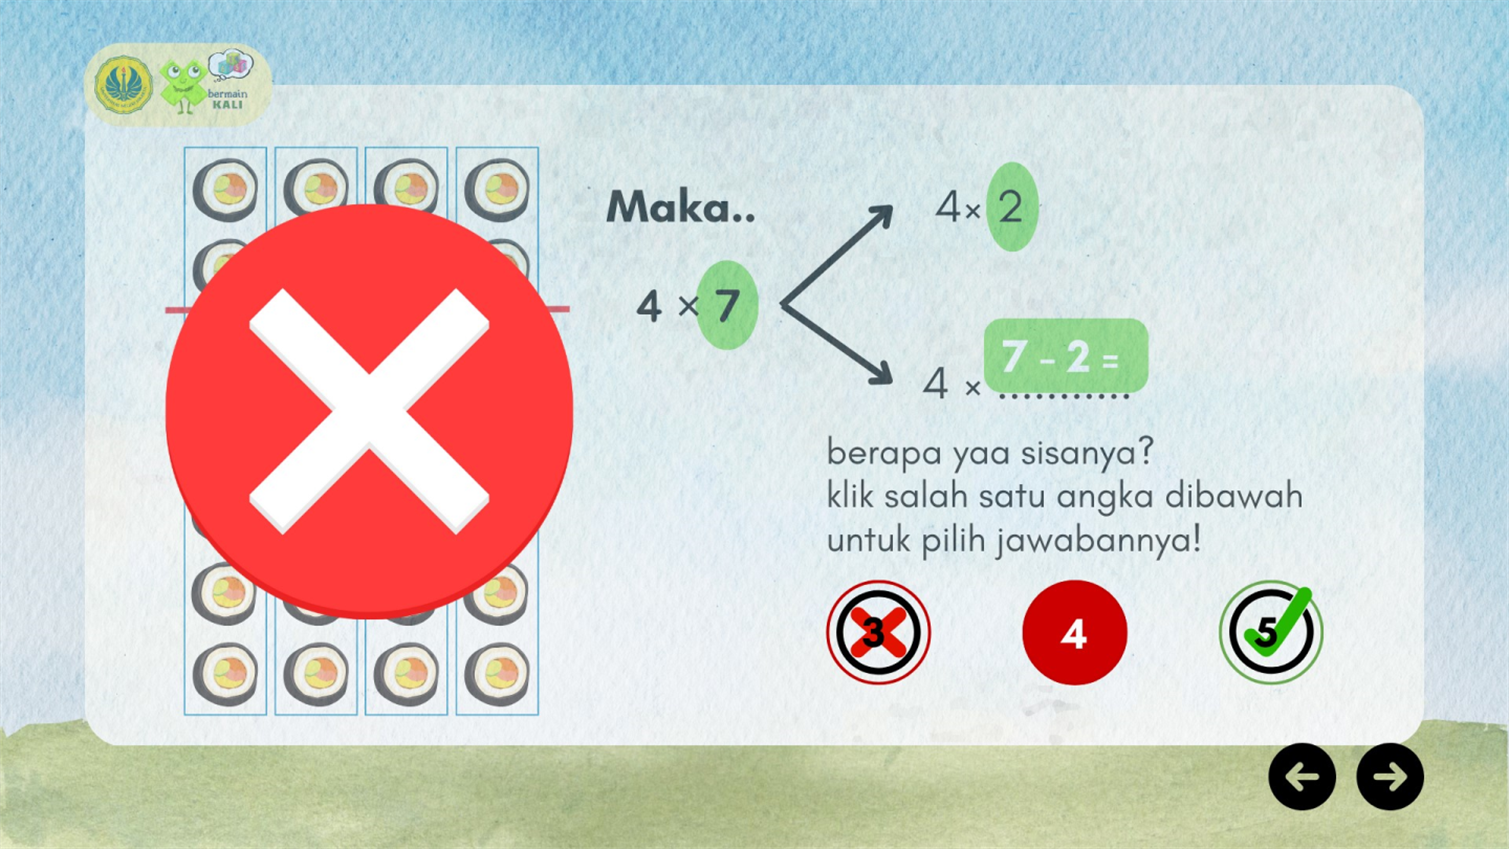 bermain
KALI
Maka..
4 × 7
4× 2
4 × 7 - 2 =
...........
berapa yaa sisanya?
klik salah satu angka dibawah
untuk pilih jawabannya!
3 4 5